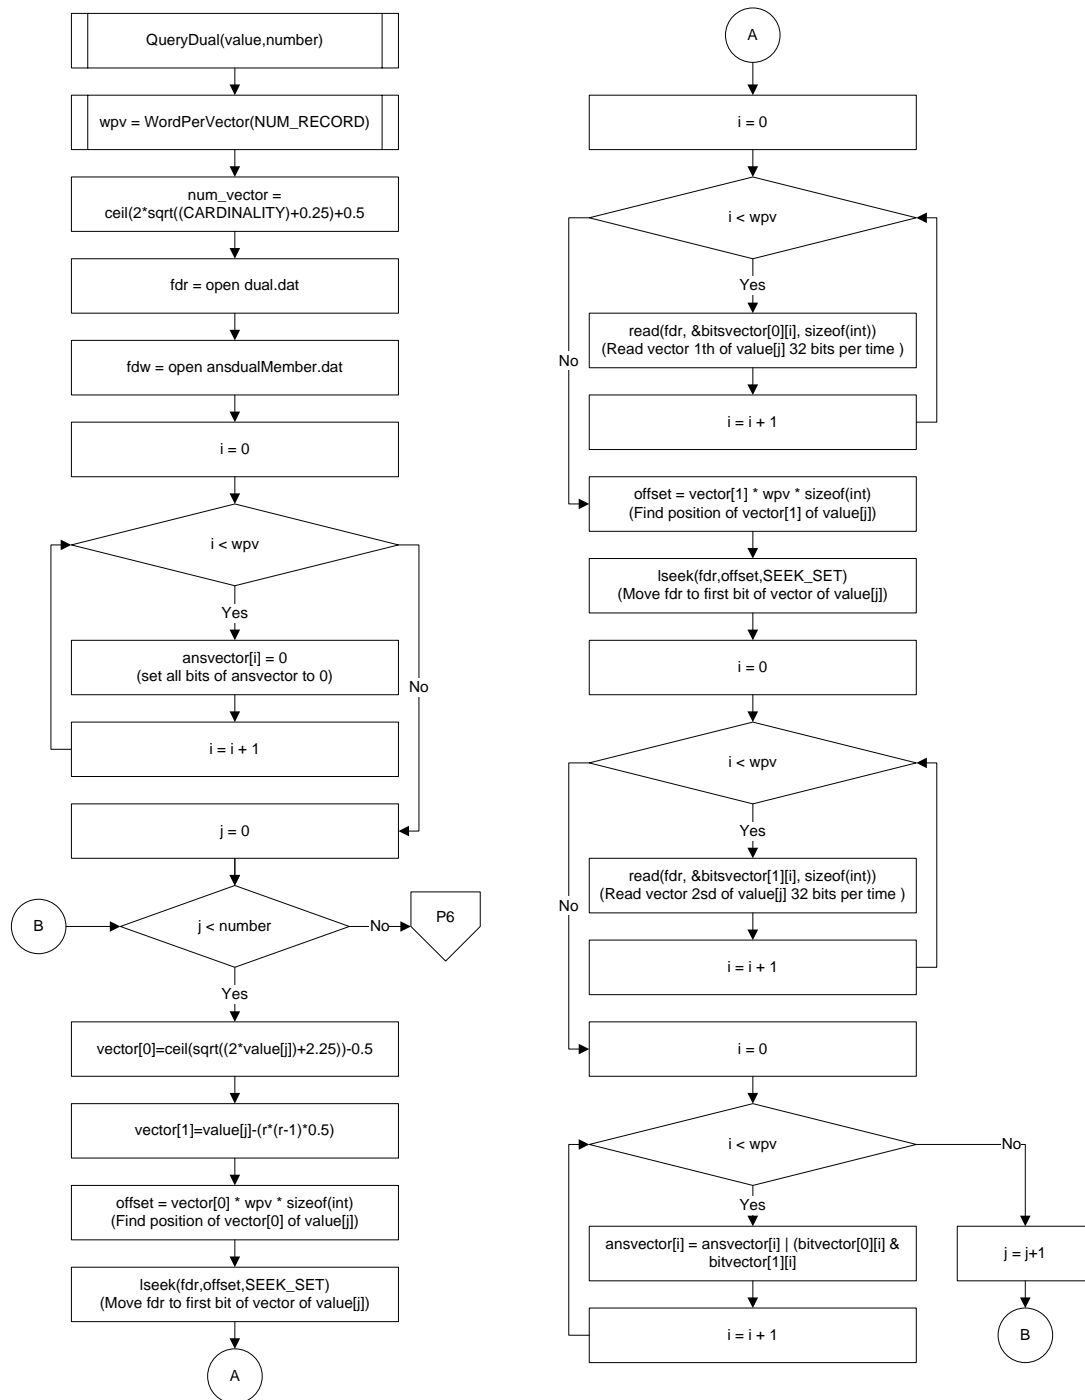 QueryDual(value,number)
wpv = WordPerVector(NUM_RECORD)
num_vector =
ceil(2*sqrt((CARDINALITY)+0.25)+0.5
fdr = open dual.dat
fdw = open ansdualMember.dat
i = 0
i < wpv
Yes
No
ansvector[i] = 0
(set all bits of ansvector to 0)
i = i + 1
j = 0
B
j < number
No
P6
Yes
vector[0]=ceil(sqrt((2*value[j])+2.25))-0.5
vector[1]=value[j]-(r*(r-1)*0.5)
offset = vector[0] * wpv * sizeof(int)
(Find position of vector[0] of value[j])
lseek(fdr,offset,SEEK_SET)
(Move fdr to first bit of vector of value[j])
A
A
i = 0
i < wpv
Yes
No
read(fdr, &bitsvector[0][i], sizeof(int))
(Read vector 1th of value[j] 32 bits per time )
i = i + 1
offset = vector[1] * wpv * sizeof(int)
(Find position of vector[1] of value[j])
lseek(fdr,offset,SEEK_SET)
(Move fdr to first bit of vector of value[j])
i = 0
i < wpv
Yes
No
read(fdr, &bitsvector[1][i], sizeof(int))
(Read vector 2sd of value[j] 32 bits per time )
i = i + 1
i = 0
i < wpv
No
Yes
ansvector[i] = ansvector[i] | (bitvector[0][i] &
bitvector[1][i]
j = j+1
i = i + 1
B